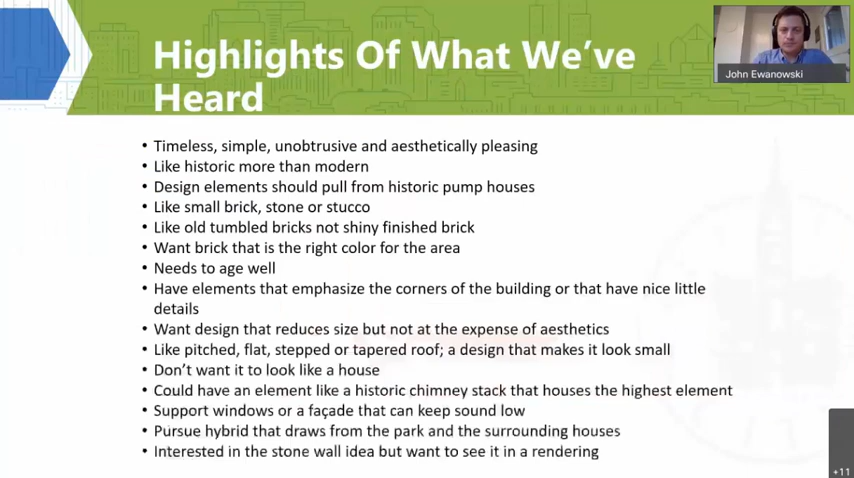 Highlights Of What We've
Heard
John Ewanowski
• Timeless, simple, unobtrusive and aesthetically pleasing
• Like historic more than modern
• Design elements should pull from historic pump houses
• Like small brick, stone or stucco
• Like old tumbled bricks not shiny finished brick
• Want brick that is the right color for the area
• Needs to age well
• Have elements that emphasize the corners of the building or that have nice little
details
• Want design that reduces size but not at the expense of aesthetics
• Like pitched, flat, stepped or tapered roof; a design that makes it look small
• Don't want it to look like a house
• Could have an element like a historic chimney stack that houses the highest element
• Support windows or a façade that can keep sound low
• Pursue hybrid that draws from the park and the surrounding houses
• Interested in the stone wall idea but want to see it in a rendering
+11